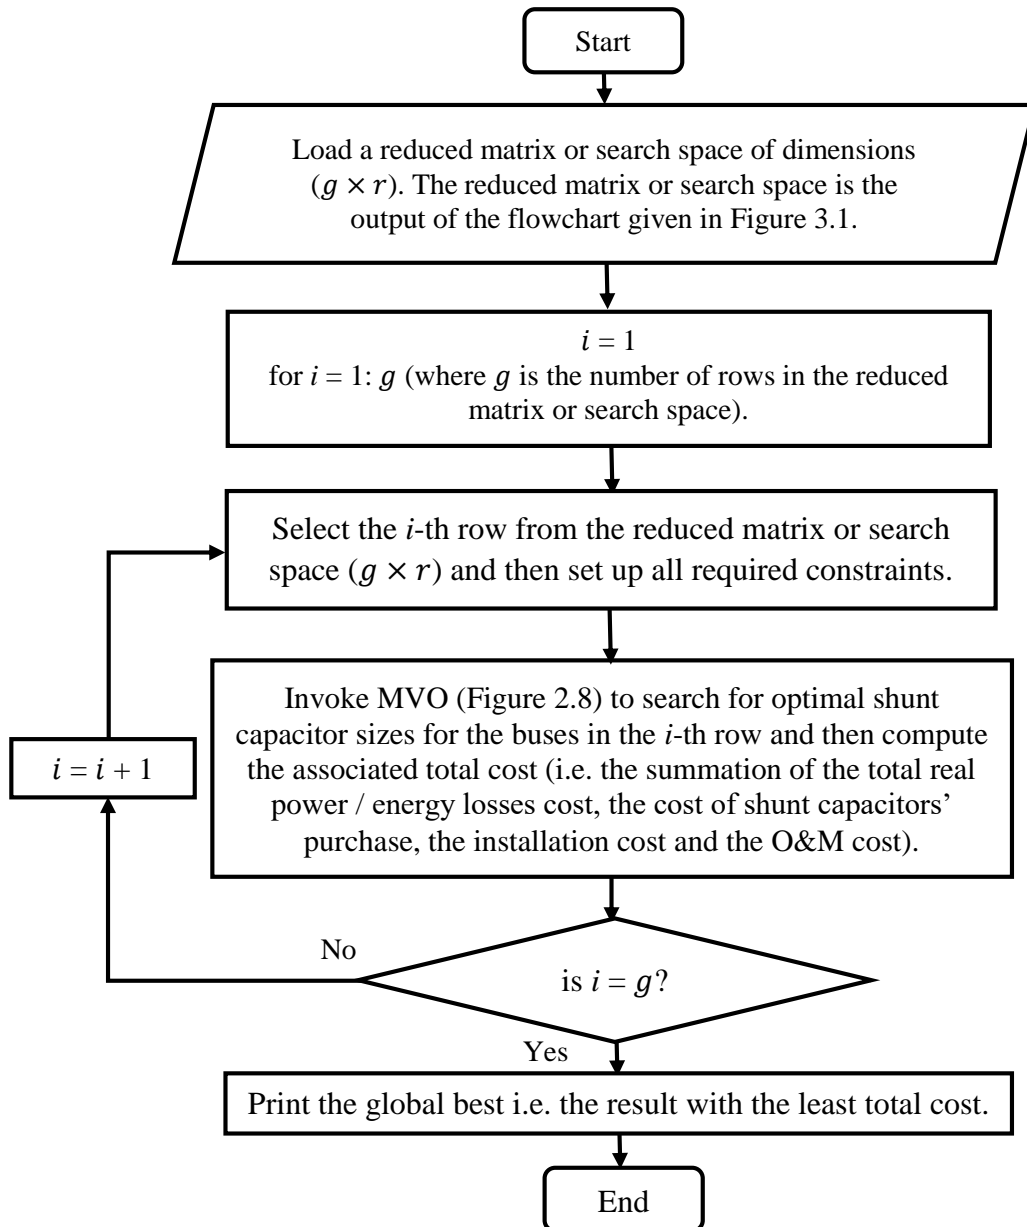 Start
Load a reduced matrix or search space of dimensions
(g × r). The reduced matrix or search space is the
output of the flowchart given in Figure 3.1.
i = 1
for i = 1: g (where g is the number of rows in the reduced
matrix or search space).
Select the i-th row from the reduced matrix or search
space (g × r) and then set up all required constraints.
Invoke MVO (Figure 2.8) to search for optimal shunt
capacitor sizes for the buses in the i-th row and then compute
the associated total cost (i.e. the summation of the total real
power / energy losses cost, the cost of shunt capacitors’
purchase, the installation cost and the O&M cost).
i = i + 1
No
is i = g?
Yes
Print the global best i.e. the result with the least total cost.
End